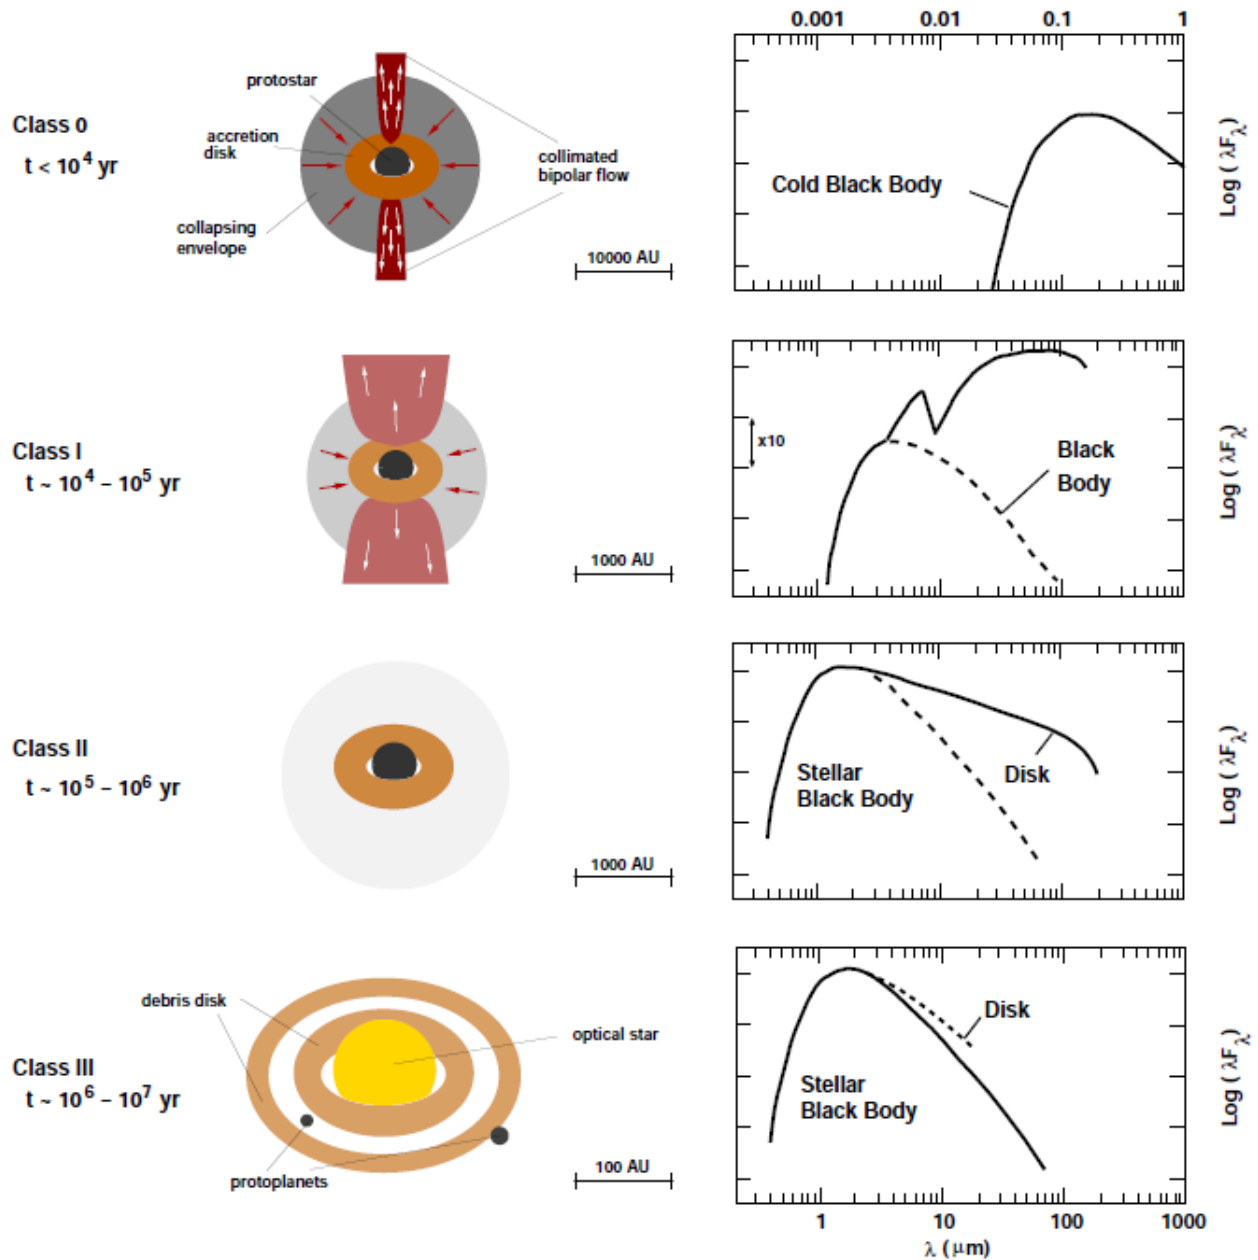 0.001 0.01 0.1 1
Class 0
t < 10⁴ yr
protostar
accretion
disk
collapsing
envelope
collimated
bipolar flow
10000 AU
Cold Black Body
Log ( λF_λ )
Class I
t ~ 10⁴ – 10⁵ yr
1000 AU
x10
Black
Body
Log ( λF_λ )
Class II
t ~ 10⁵ – 10⁶ yr
1000 AU
Stellar
Black Body
Disk
Log ( λF_λ )
Class III
t ~ 10⁶ – 10⁷ yr
debris disk
optical star
protoplanets
100 AU
Disk
Stellar
Black Body
Log ( λF_λ )
1 10 100 1000
λ ( μm)